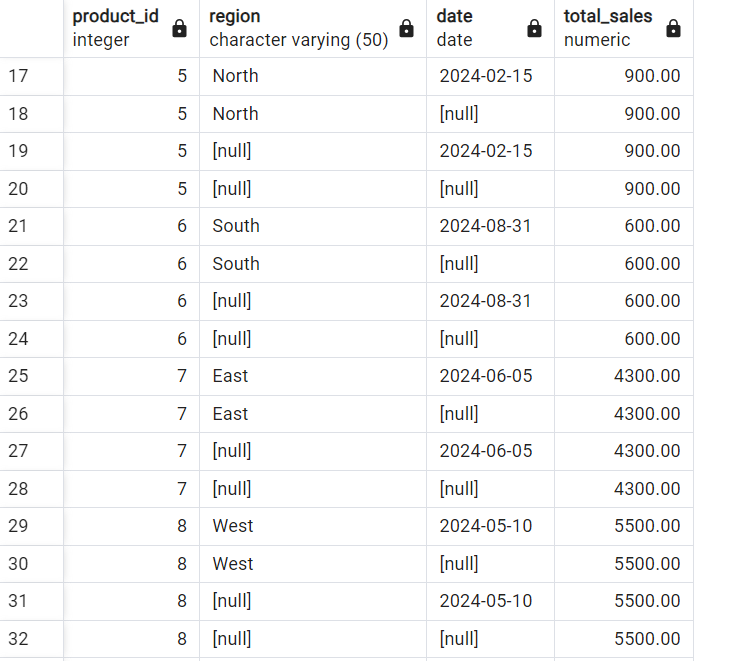 product_id region date total_sales
integer character varying (50) date numeric
17 5 North 2024-02-15 900.00
18 5 North [null] 900.00
19 5 [null] 2024-02-15 900.00
20 5 [null] [null] 900.00
21 6 South 2024-08-31 600.00
22 6 South [null] 600.00
23 6 [null] 2024-08-31 600.00
24 6 [null] [null] 600.00
25 7 East 2024-06-05 4300.00
26 7 East [null] 4300.00
27 7 [null] 2024-06-05 4300.00
28 7 [null] [null] 4300.00
29 8 West 2024-05-10 5500.00
30 8 West [null] 5500.00
31 8 [null] 2024-05-10 5500.00
32 8 [null] [null] 5500.00